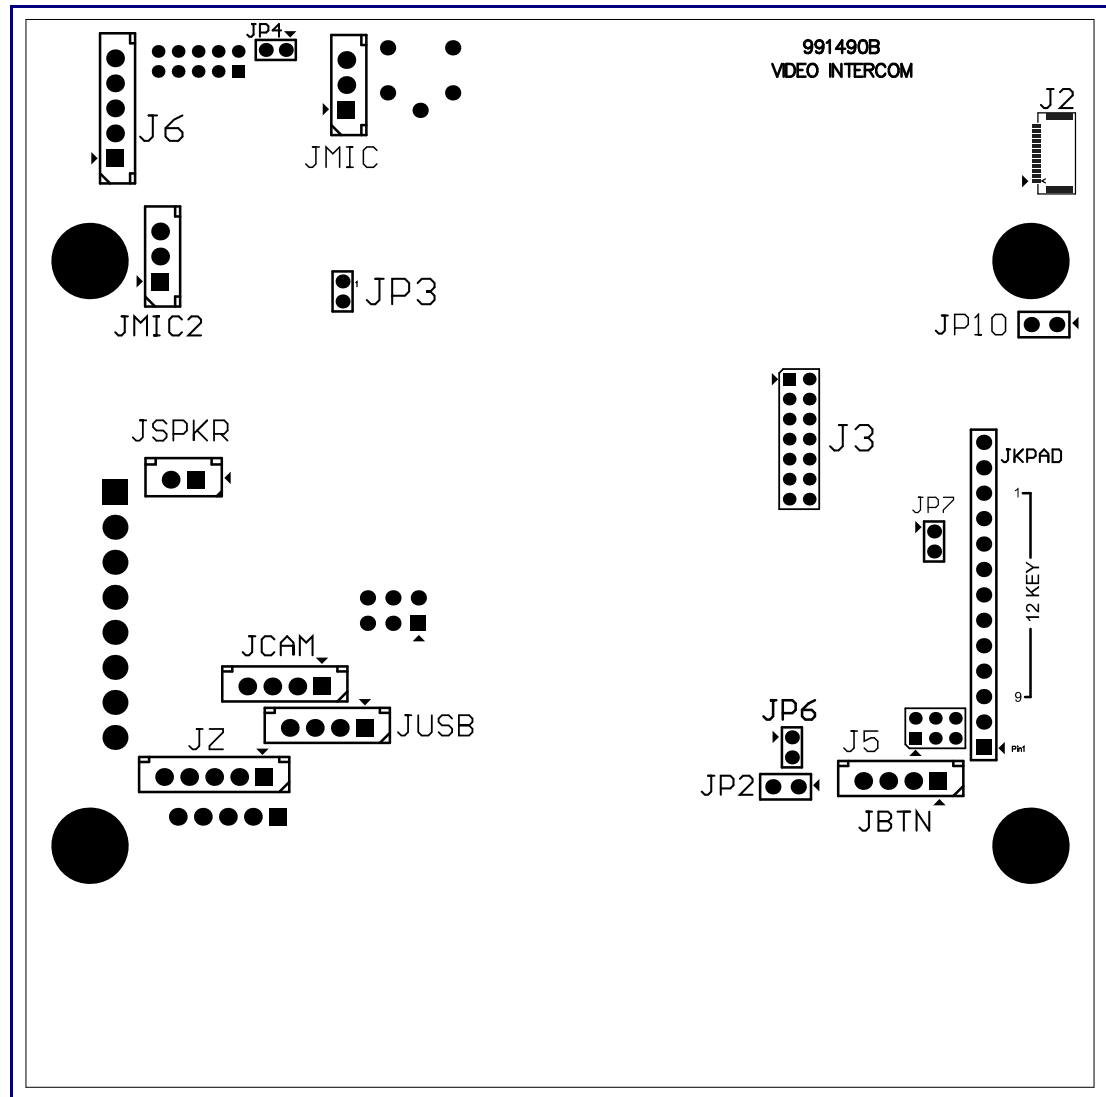 JP4
991490B
VIDEO INTERCOM
J2
J6
JMIC
JP3
1
JMIC2
JP10
JSPKR
J3
JKPAD
1
JP7
12 KEY
JCAM
9
JP6
JUSB
JZ
J5
Pin1
JP2
JBTN